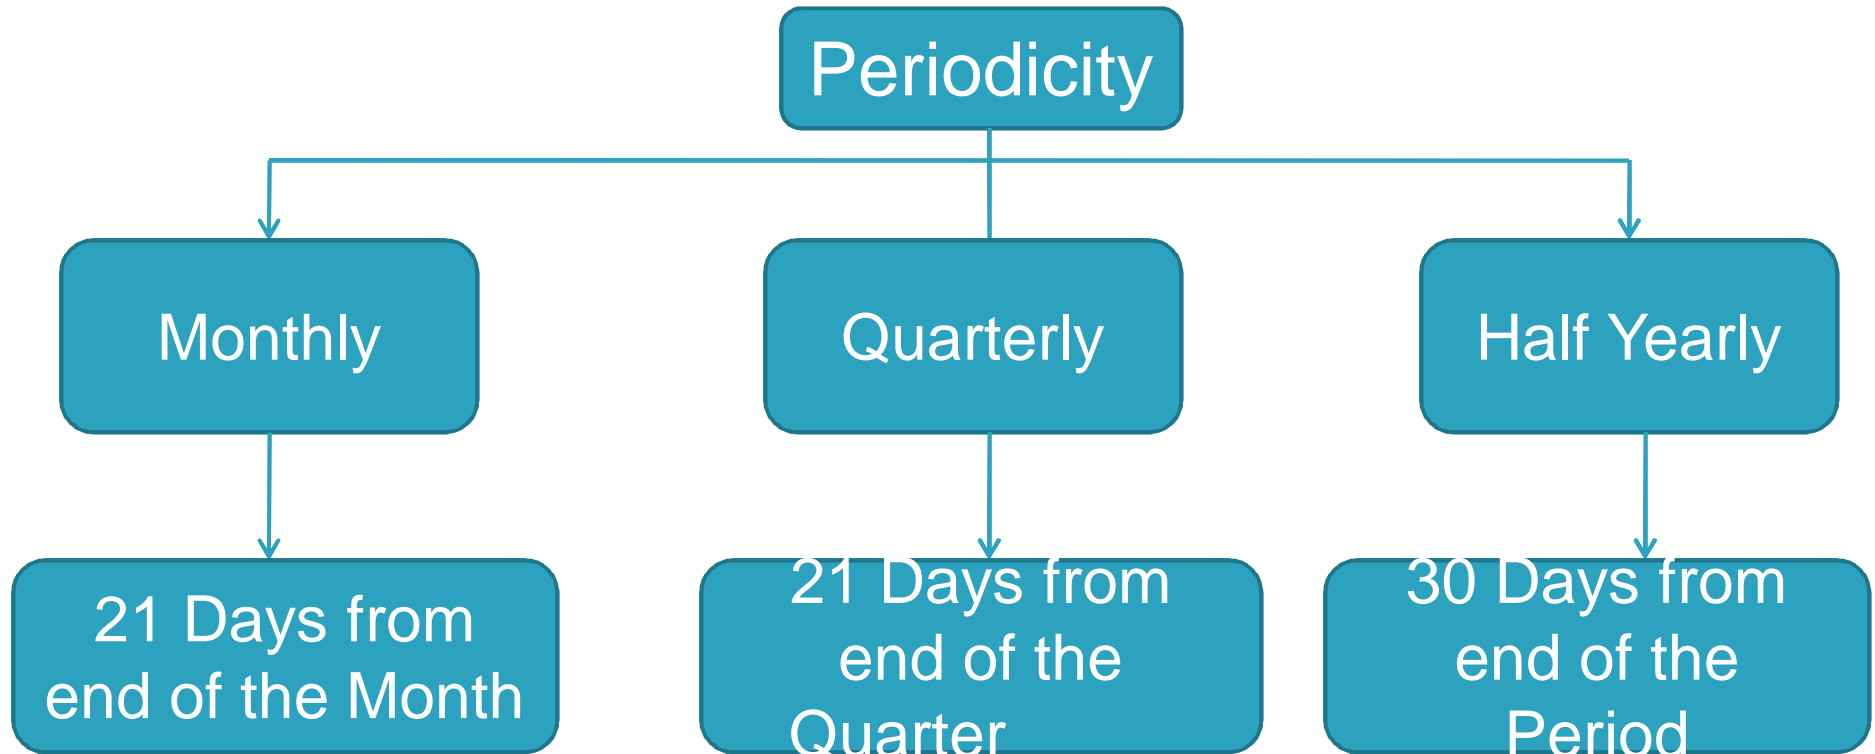 Periodicity
Monthly
Quarterly
Half Yearly
21 Days from
end of the Month
21 Days from
end of the
Quarter
30 Days from
end of the
Period